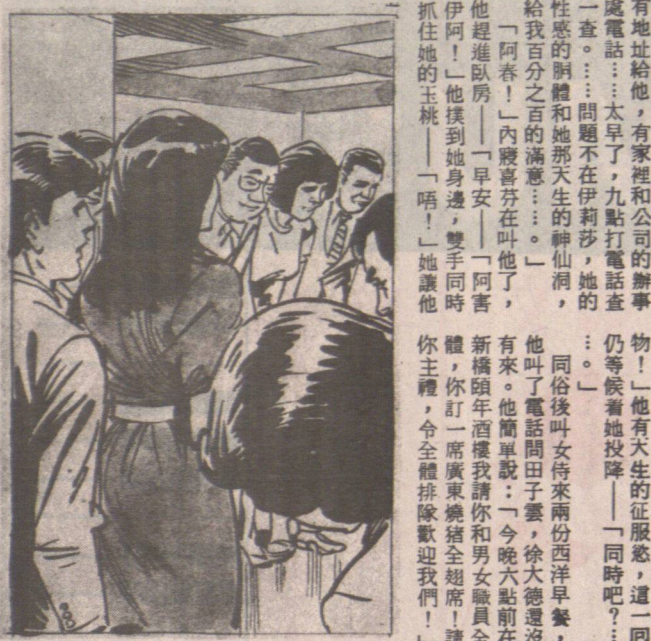 有地址給他，有家裡和公司的辦事
處電話……太早了，九點打電話查
一查。……問題不在伊莉莎，她的
性感的胴體和她那天生的神仙洞，
給我百分之百的滿意……。」
「阿春！」內寢喜芬在叫他了，
他趕進臥房——「早安——「阿害
伊阿！」他撲到她身邊，雙手同時
抓住她的玉桃——「唔！」她讓他
物！」他有大生的征服慾，這一回
仍等候着她投降——「同時吧？…
…。」
同俗後叫女侍來兩份西洋早餐，
他叫了電話問田子雲，徐大德還沒
有來。他簡單說：「今晚六點前在
新橋頤年酒樓我請你和男女職員全
體，你訂一席廣東燒猪全翅席！請
你主禮，令全體排隊歡迎我們！」